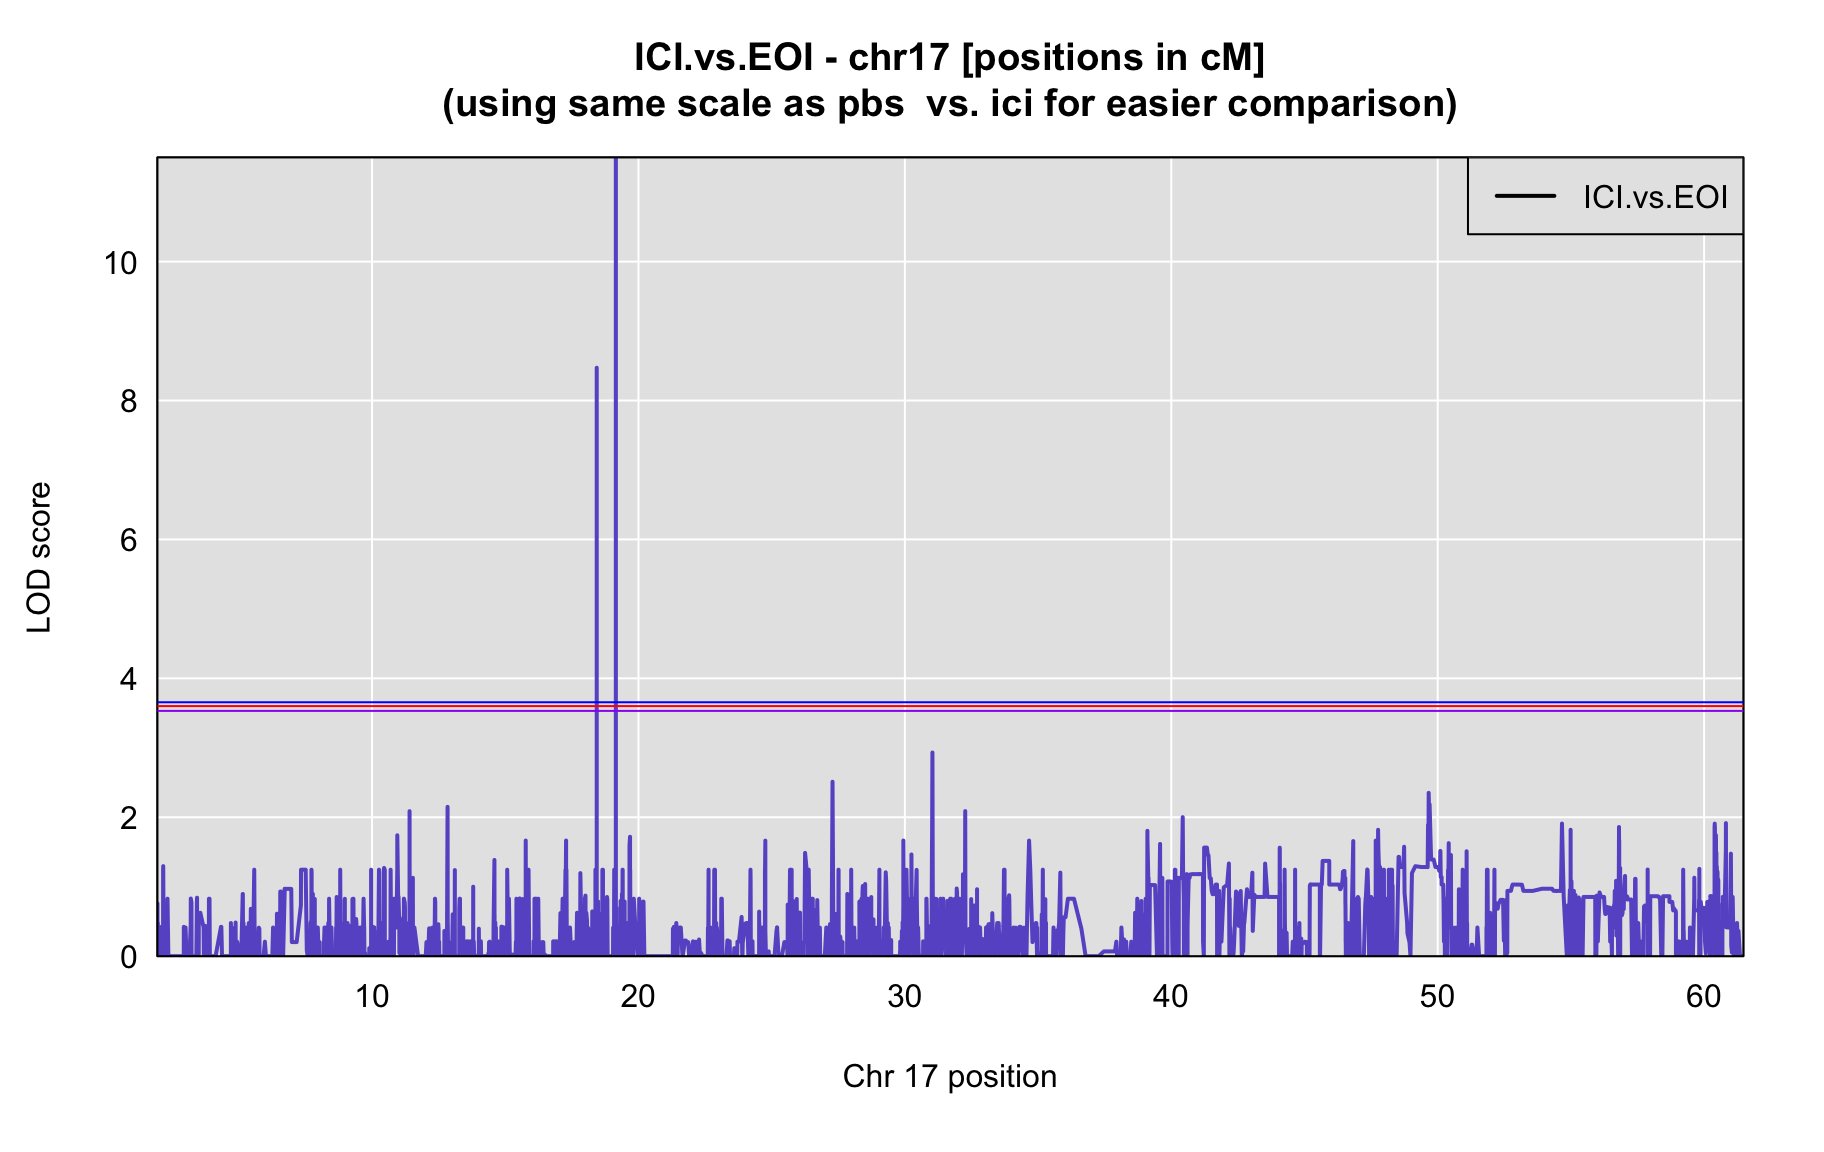 ICI.vs.EOI - chr17 [positions in cM]
(using same scale as pbs  vs. ici for easier comparison)
ICI.vs.EOI
LOD score
10
8
6
4
2
0
10 20 30 40 50 60
Chr 17 position